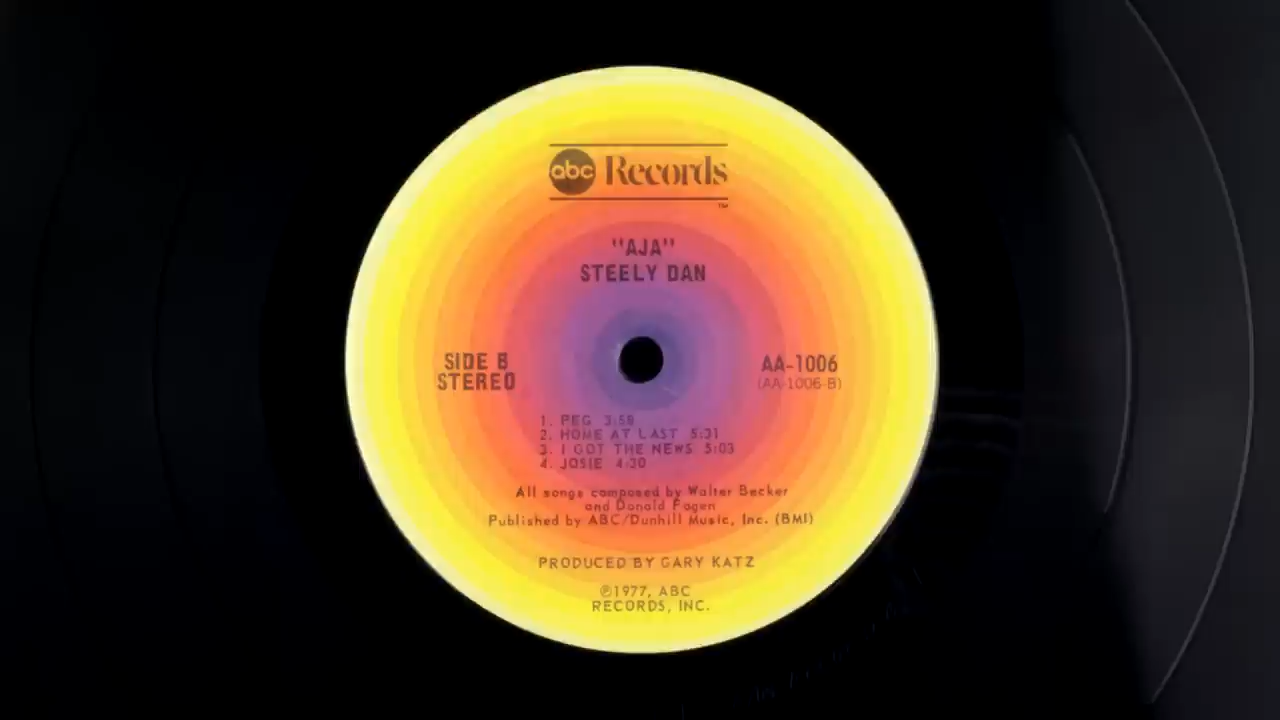 abc Records
™
"AJA"
STEELY DAN
SIDE B
STEREO
AA-1006
(AA-1006-B)
1. PEG 3:58
2. HOME AT LAST 5:31
3. I GOT THE NEWS 5:03
4. JOSIE 4:30
All songs composed by Walter Becker
and Donald Fagen
Published by ABC/Dunhill Music, Inc. (BMI)
PRODUCED BY GARY KATZ
℗1977, ABC
RECORDS, INC.